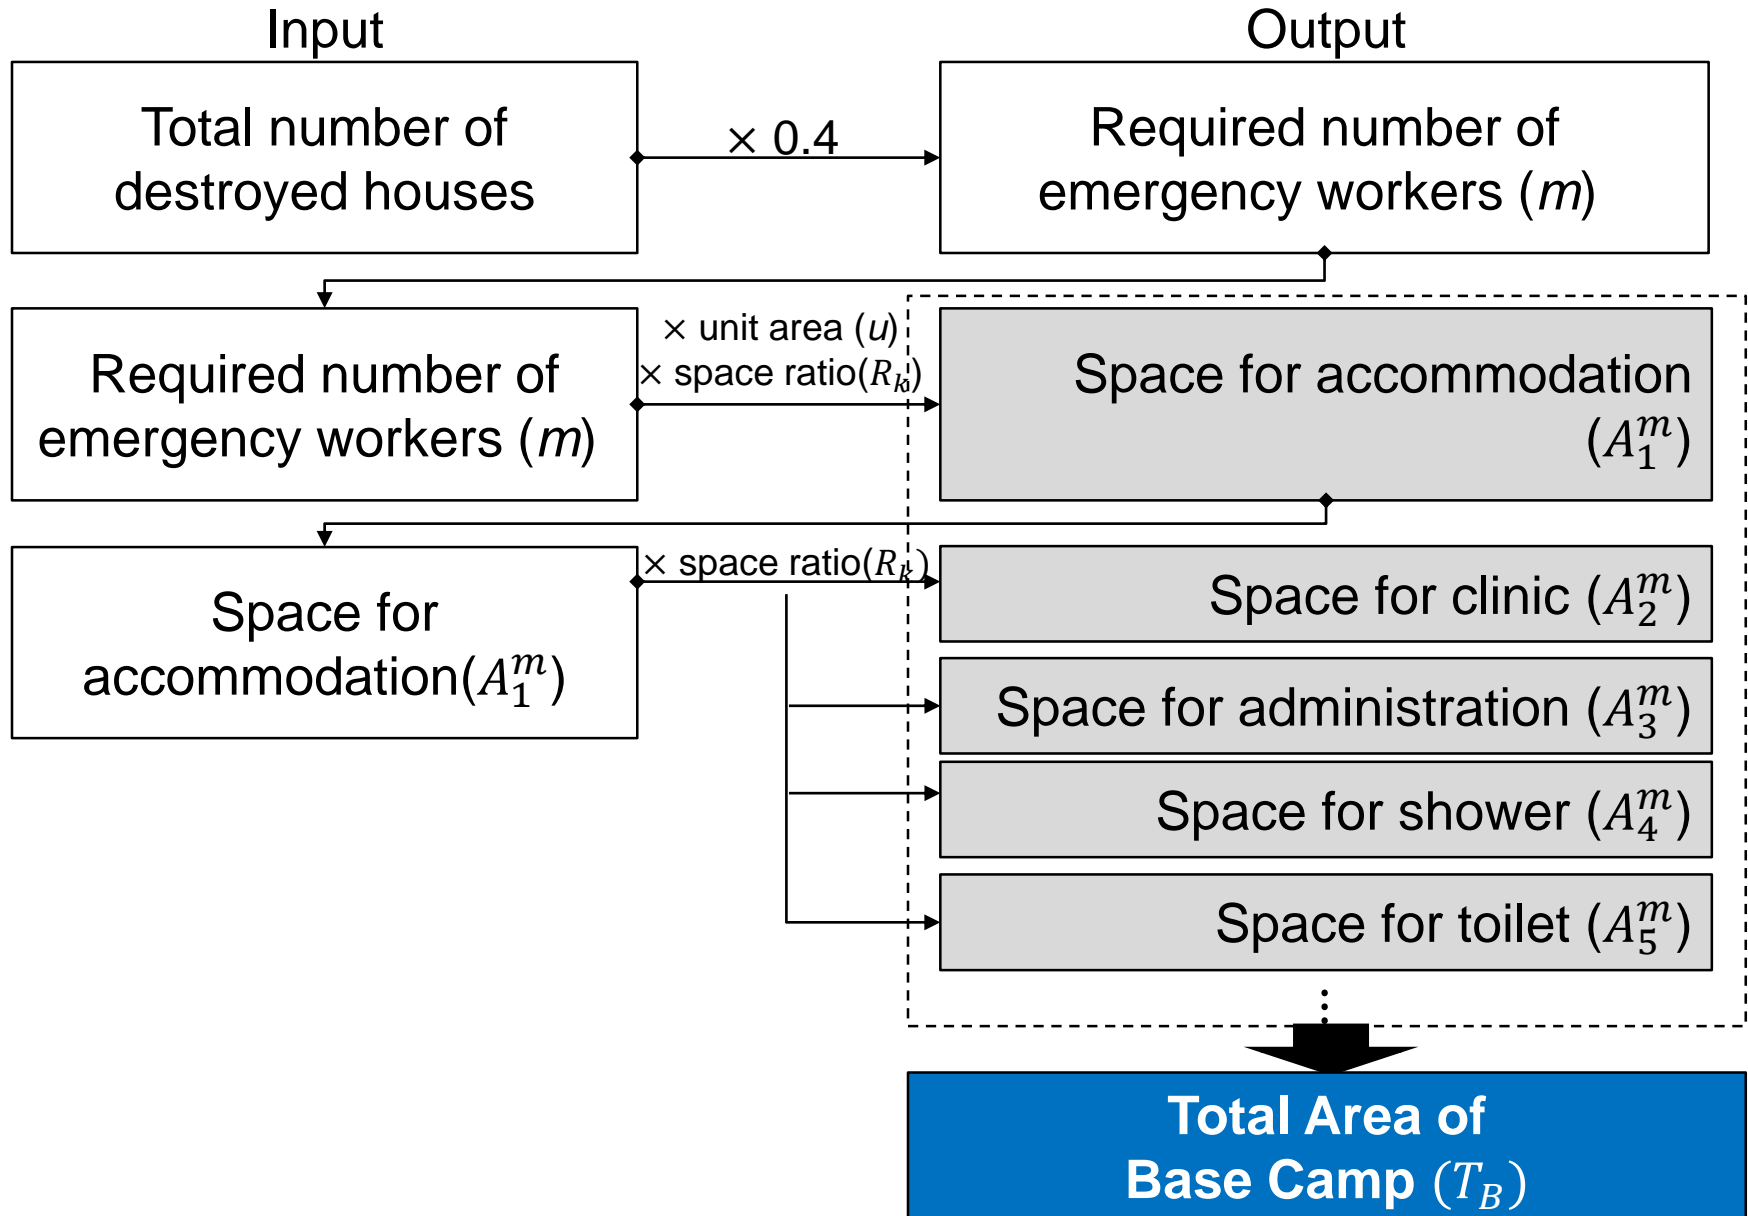 Input
Output
Total number of
destroyed houses
× 0.4
Required number of
emergency workers (m)
Required number of
emergency workers (m)
× unit area (u)
× space ratio(R_k)
Space for accommodation
(A_1^m)
Space for
accommodation(A_1^m)
× space ratio(R_k)
Space for clinic (A_2^m)
Space for administration (A_3^m)
Space for shower (A_4^m)
Space for toilet (A_5^m)
⋮
Total Area of
Base Camp (T_B)